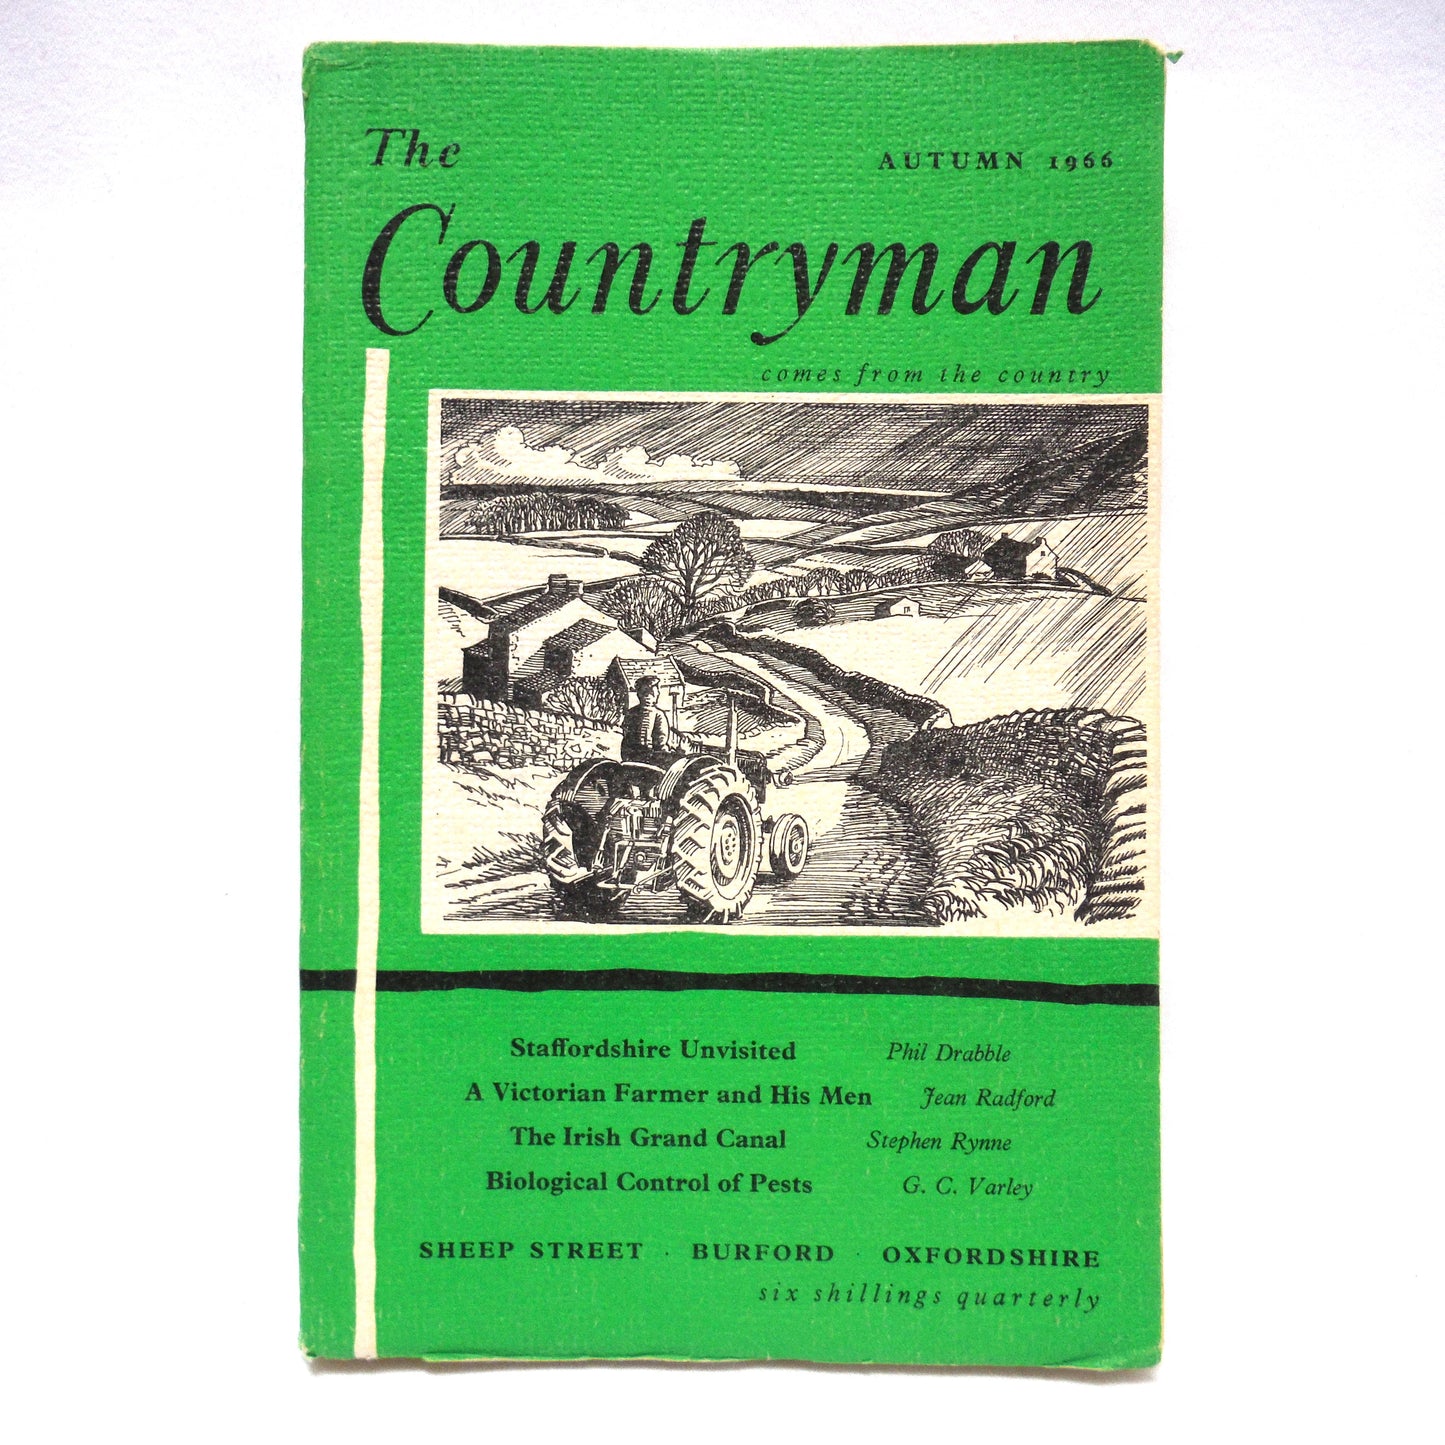 The
AUTUMN 1966
Countryman
comes from the country
Staffordshire Unvisited Phil Drabble
A Victorian Farmer and His Men Jean Radford
The Irish Grand Canal Stephen Rynne
Biological Control of Pests G. C. Varley
SHEEP STREET · BURFORD · OXFORDSHIRE
six shillings quarterly